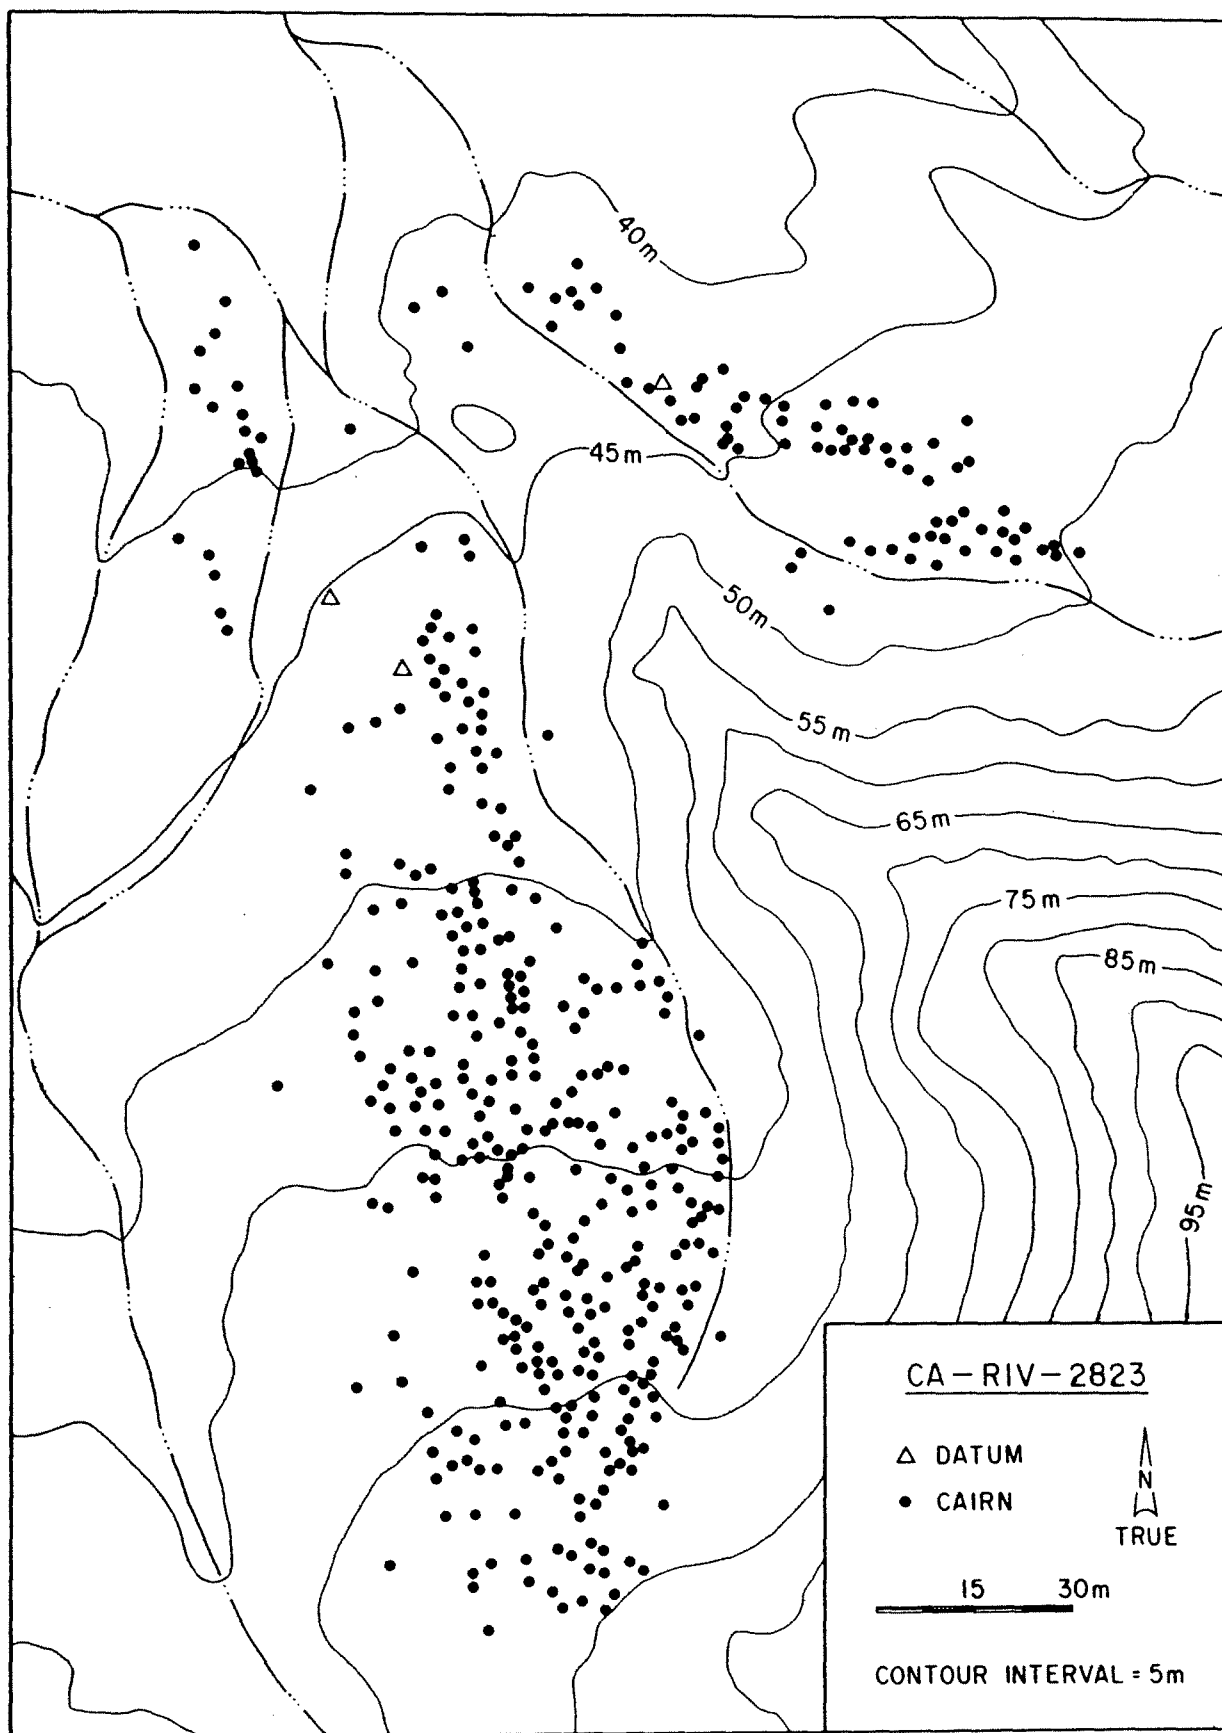 40m
45m
50m
55m
65m
75m
85m
95m
CA-RIV-2823
DATUM
CAIRN
N
TRUE
15 30m
CONTOUR INTERVAL = 5m